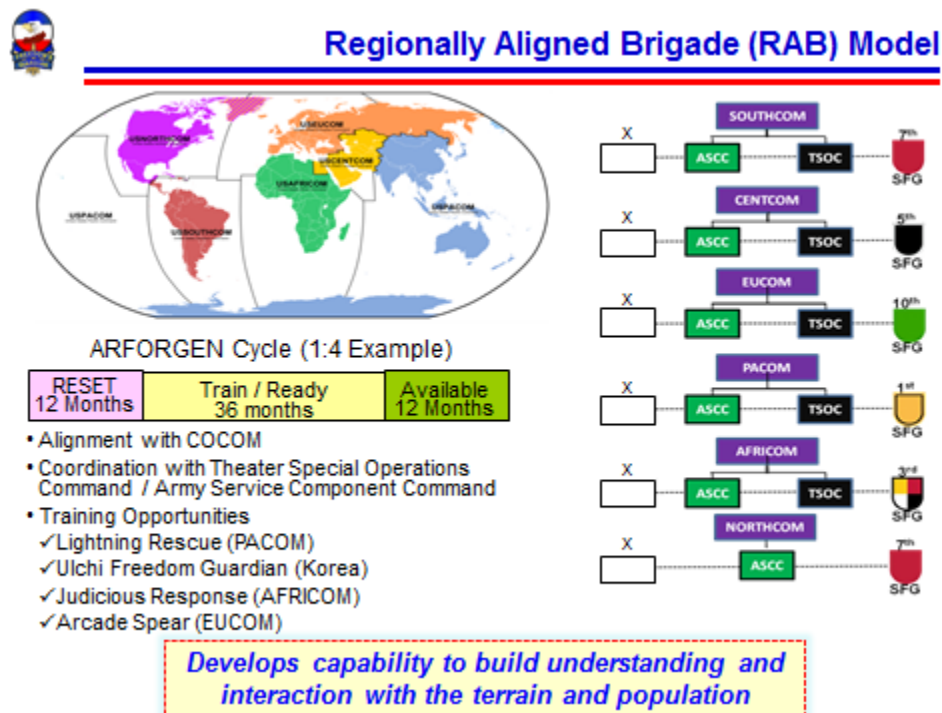 Regionally Aligned Brigade (RAB) Model
USNORTHCOM
USEUCOM
USCENTCOM
USAFRICOM
USPACOM
USPACOM
USSOUTHCOM
ARFORGEN Cycle (1:4 Example)
RESET
12 Months
Train / Ready
36 months
Available
12 Months
• Alignment with COCOM
• Coordination with Theater Special Operations
Command / Army Service Component Command
• Training Opportunities
✓Lightning Rescue (PACOM)
✓Ulchi Freedom Guardian (Korea)
✓Judicious Response (AFRICOM)
✓Arcade Spear (EUCOM)
SOUTHCOM
X
ASCC
TSOC
7th
SFG
CENTCOM
X
ASCC
TSOC
5th
SFG
EUCOM
X
ASCC
TSOC
10th
SFG
PACOM
X
ASCC
TSOC
1st
SFG
AFRICOM
X
ASCC
TSOC
3rd
SFG
NORTHCOM
X
ASCC
7th
SFG
Develops capability to build understanding and
interaction with the terrain and population